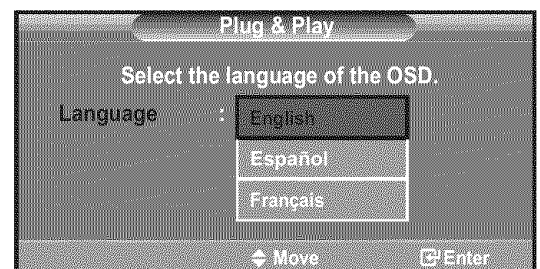 Plug & Play
Select the language of the OSD.
Language : English
Español
Français
Move Enter